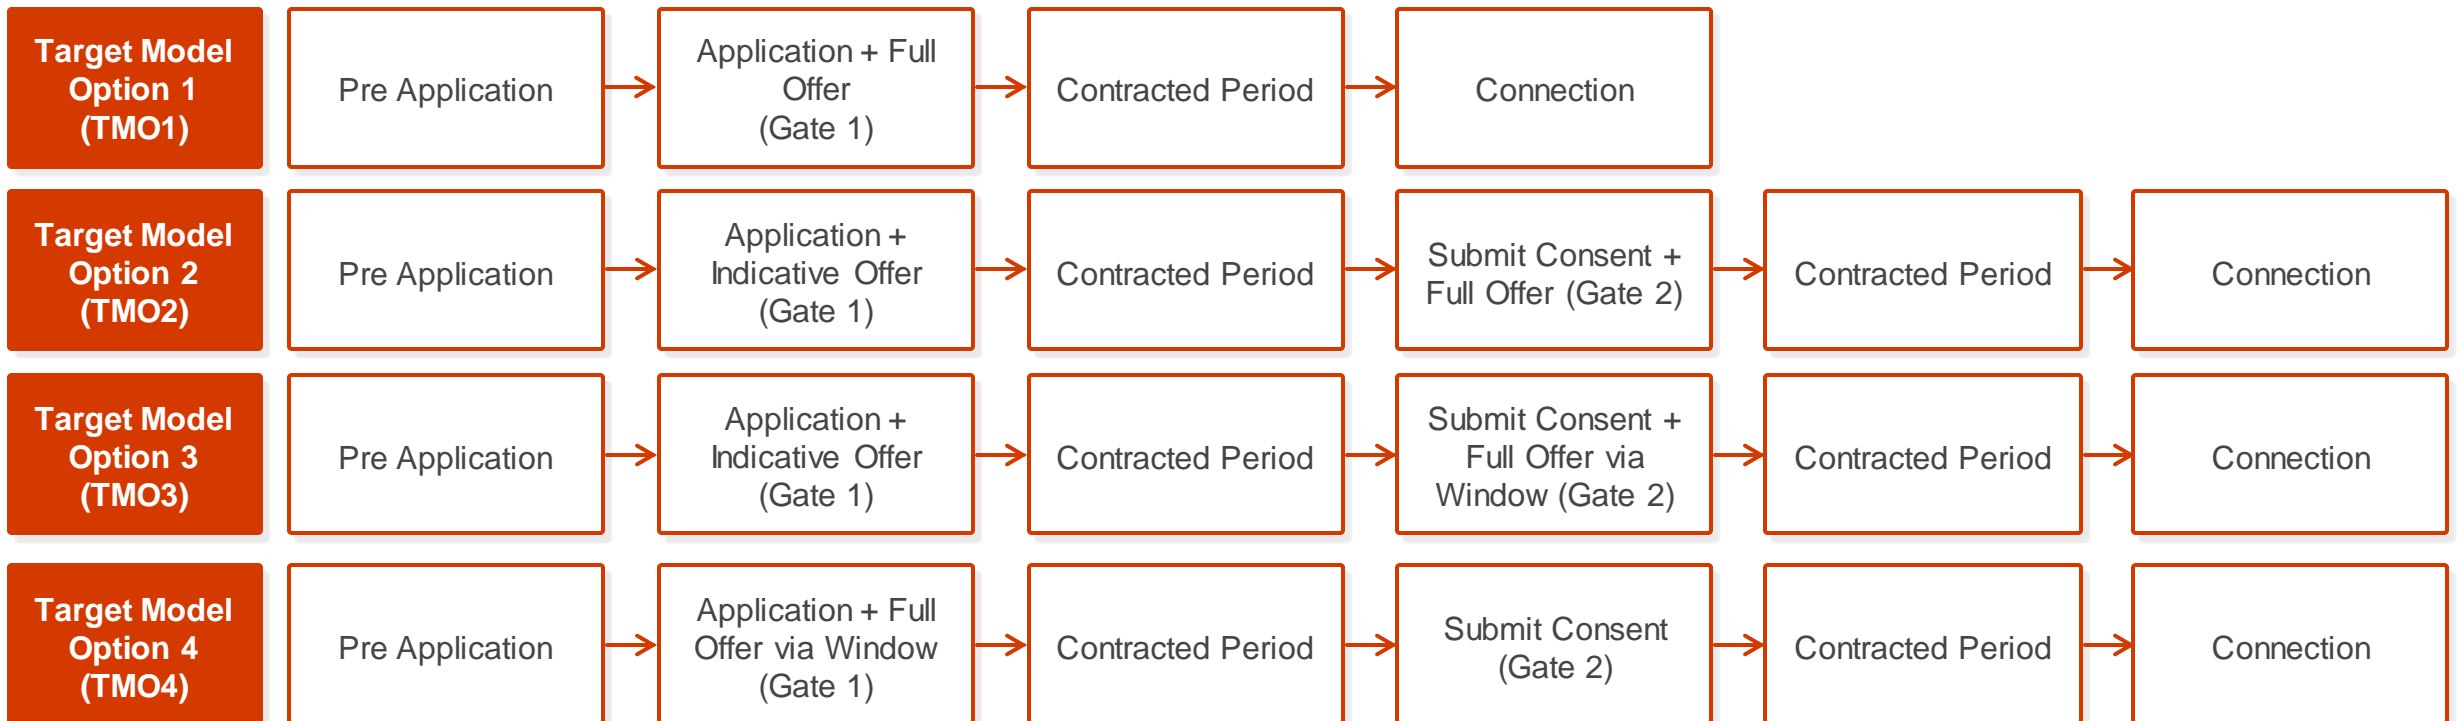 Target Model
Option 1
(TMO1)
Pre Application
Application + Full
Offer
(Gate 1)
Contracted Period
Connection
Target Model
Option 2
(TMO2)
Pre Application
Application +
Indicative Offer
(Gate 1)
Contracted Period
Submit Consent +
Full Offer (Gate 2)
Contracted Period
Connection
Target Model
Option 3
(TMO3)
Pre Application
Application +
Indicative Offer
(Gate 1)
Contracted Period
Submit Consent +
Full Offer via
Window (Gate 2)
Contracted Period
Connection
Target Model
Option 4
(TMO4)
Pre Application
Application + Full
Offer via Window
(Gate 1)
Contracted Period
Submit Consent
(Gate 2)
Contracted Period
Connection